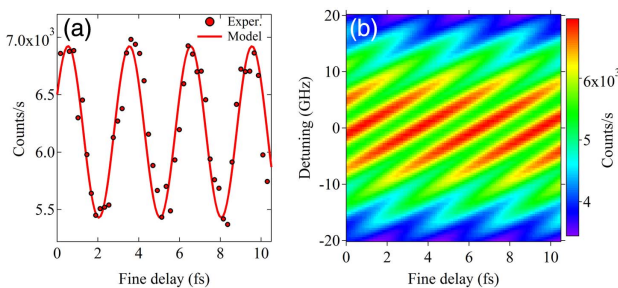 (a)
Exper.
Model
7.0x10³
6.5
6.0
5.5
Counts/s
0 2 4 6 8 10
Fine delay (fs)
(b)
20
10
0
-10
-20
Detuning (GHz)
0 2 4 6 8 10
Fine delay (fs)
6x10³
5
4
Counts/s